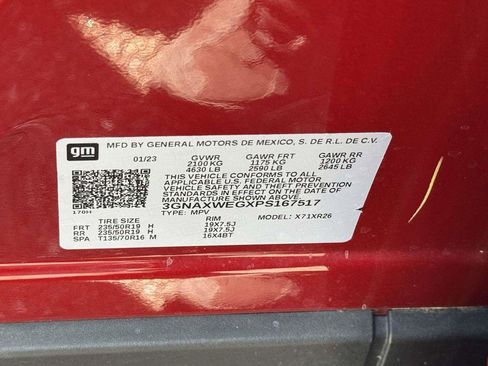 gm
MFD BY GENERAL MOTORS DE MEXICO, S. DE R.L. DE C.V.
01/23 GVWR GAWR FRT GAWR RR
2100 KG 1175 KG 1200 KG
4630 LB 2590 LB 2645 LB
THIS VEHICLE CONFORMS TO ALL
APPLICABLE U.S. FEDERAL MOTOR
VEHICLE SAFETY AND THEFT PREVENTION
STANDARDS IN EFFECT ON THE DATE OF
MANUFACTURE SHOWN ABOVE.
3GNAXWEGXPS167517
170H TYPE: MPV MODEL: X71XR26
TIRE SIZE RIM
FRT 235/50R19 H 19X7.5J
RR 235/50R19 H 19X7.5J
SPA T135/70R16 M 16X4BT